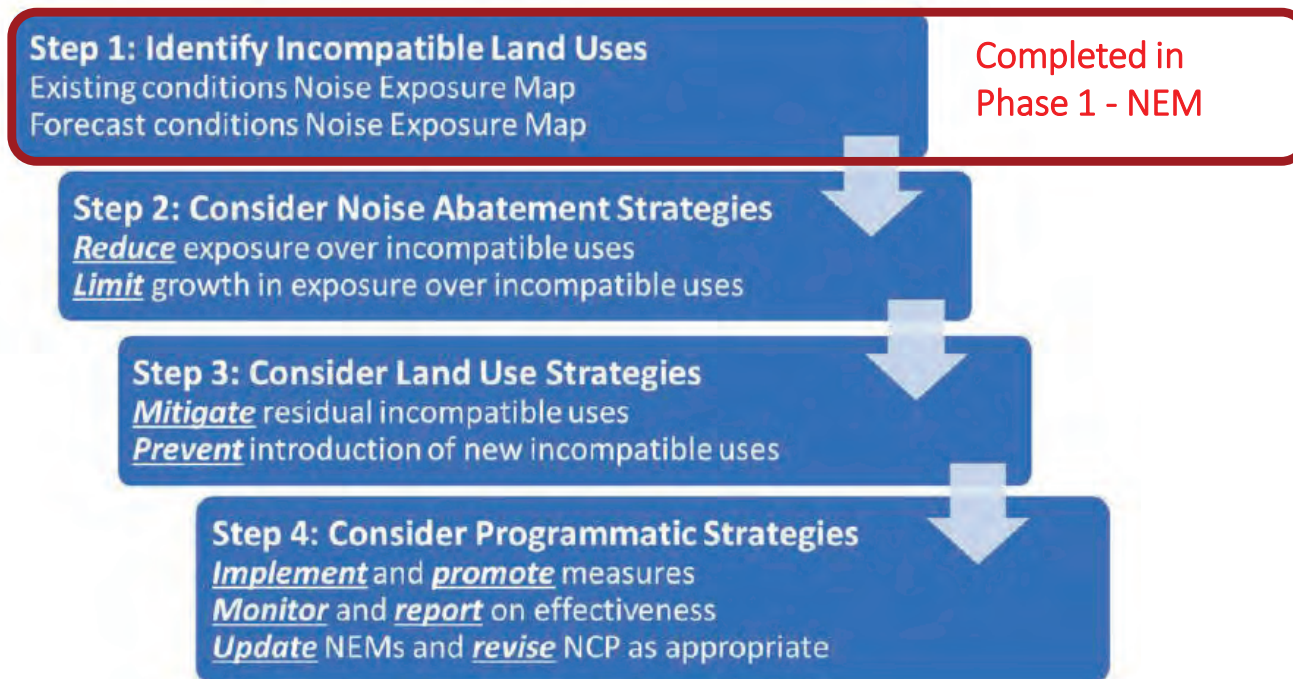 Step 1: Identify Incompatible Land Uses
Existing conditions Noise Exposure Map
Forecast conditions Noise Exposure Map
Completed in
Phase 1 - NEM
Step 2: Consider Noise Abatement Strategies
Reduce exposure over incompatible uses
Limit growth in exposure over incompatible uses
Step 3: Consider Land Use Strategies
Mitigate residual incompatible uses
Prevent introduction of new incompatible uses
Step 4: Consider Programmatic Strategies
Implement and promote measures
Monitor and report on effectiveness
Update NEMs and revise NCP as appropriate